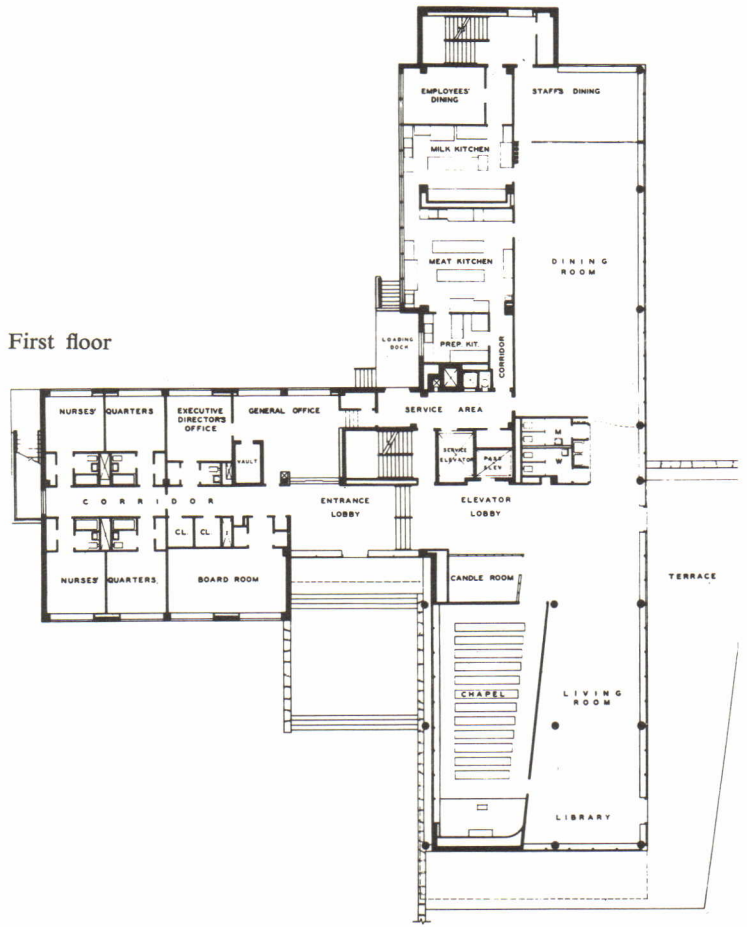 EMPLOYEES'
DINING
STAFF'S DINING
MILK KITCHEN
MEAT KITCHEN
DINING
ROOM
First floor
LOADING
DOCK
PREP KIT.
CORRIDOR
NURSES'
QUARTERS
EXECUTIVE
DIRECTOR'S
OFFICE
GENERAL OFFICE
SERVICE AREA
VAULT
SERVICE
ELEVATOR
PASS.
ELEV.
M
W
CORRIDOR
ENTRANCE
LOBBY
ELEVATOR
LOBBY
CL.
CL.
NURSES'
QUARTERS
BOARD ROOM
CANDLE ROOM
TERRACE
CHAPEL
LIVING
ROOM
LIBRARY